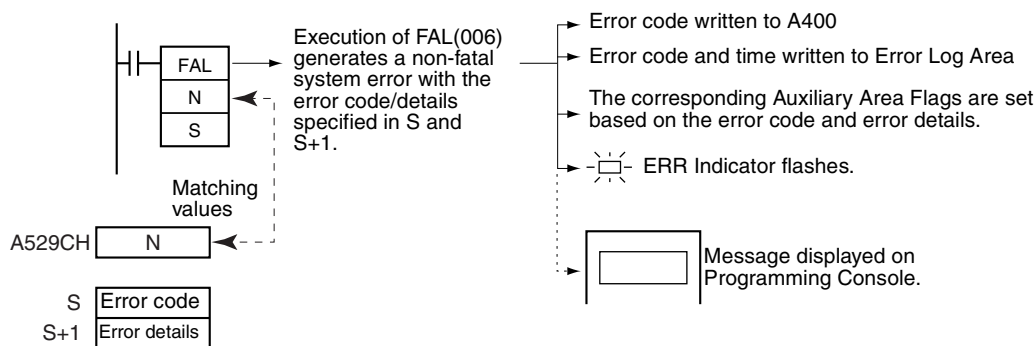 FAL
N
S
Execution of FAL(006)
generates a non-fatal
system error with the
error code/details
specified in S and
S+1.
Error code written to A400
Error code and time written to Error Log Area
The corresponding Auxiliary Area Flags are set
based on the error code and error details.
ERR Indicator flashes.
Message displayed on
Programming Console.
Matching
values
A529CH N
S Error code
S+1 Error details